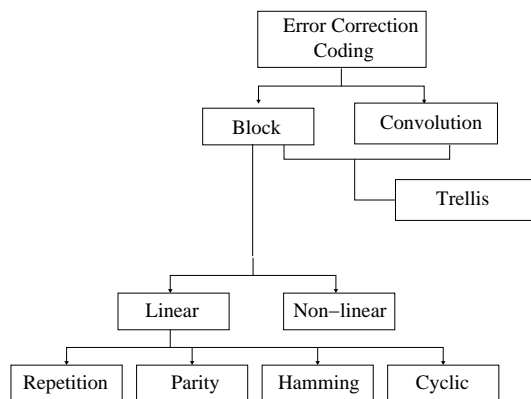 Error Correction
Coding
Block
Convolution
Trellis
Linear
Non−linear
Repetition
Parity
Hamming
Cyclic